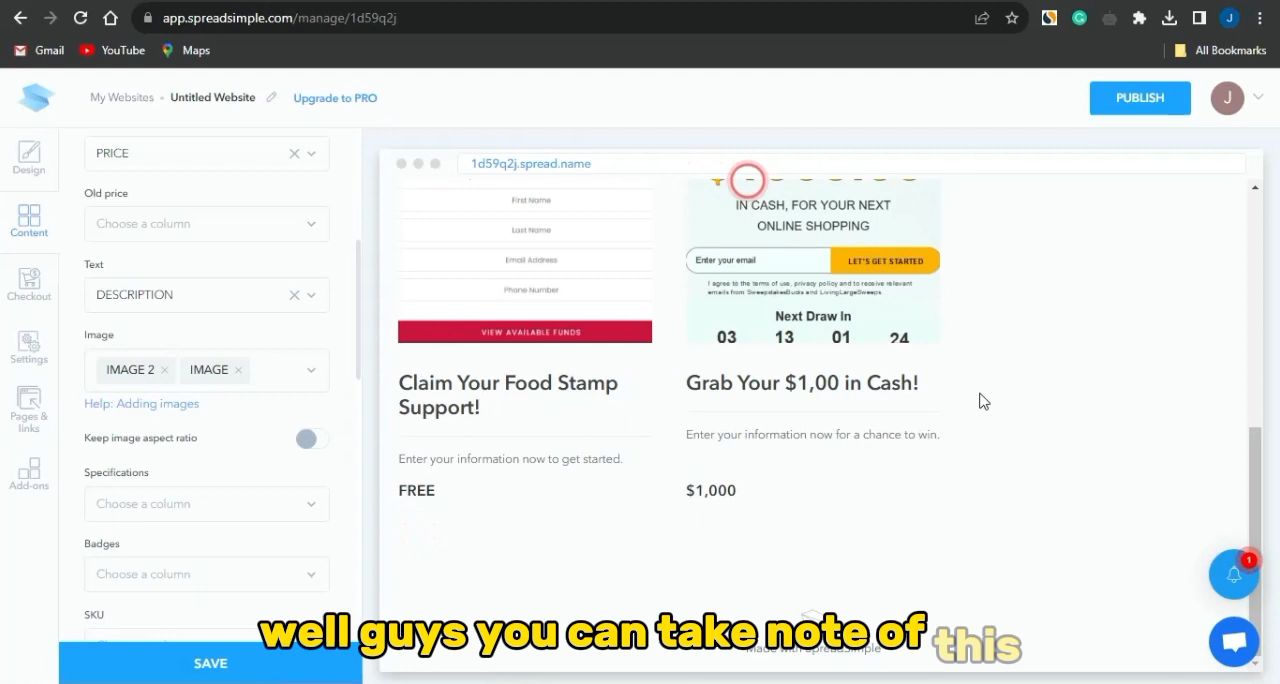 app.spreadsimple.com/manage/1d59q2j
J
Gmail
YouTube
Maps
All Bookmarks
My Websites • Untitled Website
Upgrade to PRO
PUBLISH
J
Design
Content
Checkout
Settings
Pages &
links
Add-ons
PRICE
Old price
Choose a column
Text
DESCRIPTION
Image
IMAGE 2
IMAGE
Help: Adding images
Keep image aspect ratio
Specifications
Choose a column
Badges
Choose a column
SKU
SAVE
1d59q2j.spread.name
First Name
Last Name
Email Address
Phone Number
VIEW AVAILABLE FUNDS
Claim Your Food Stamp
Support!
Enter your information now to get started.
FREE
IN CASH, FOR YOUR NEXT
ONLINE SHOPPING
Enter your email
LET'S GET STARTED
I agree to the terms of use, privacy policy and to receive relevant
emails from SweepstakesBucks and LivingLargeSweeps.
Next Draw In
03 13 01 24
Grab Your $1,00 in Cash!
Enter your information now for a chance to win.
$1,000
1
well guys you can take note of this